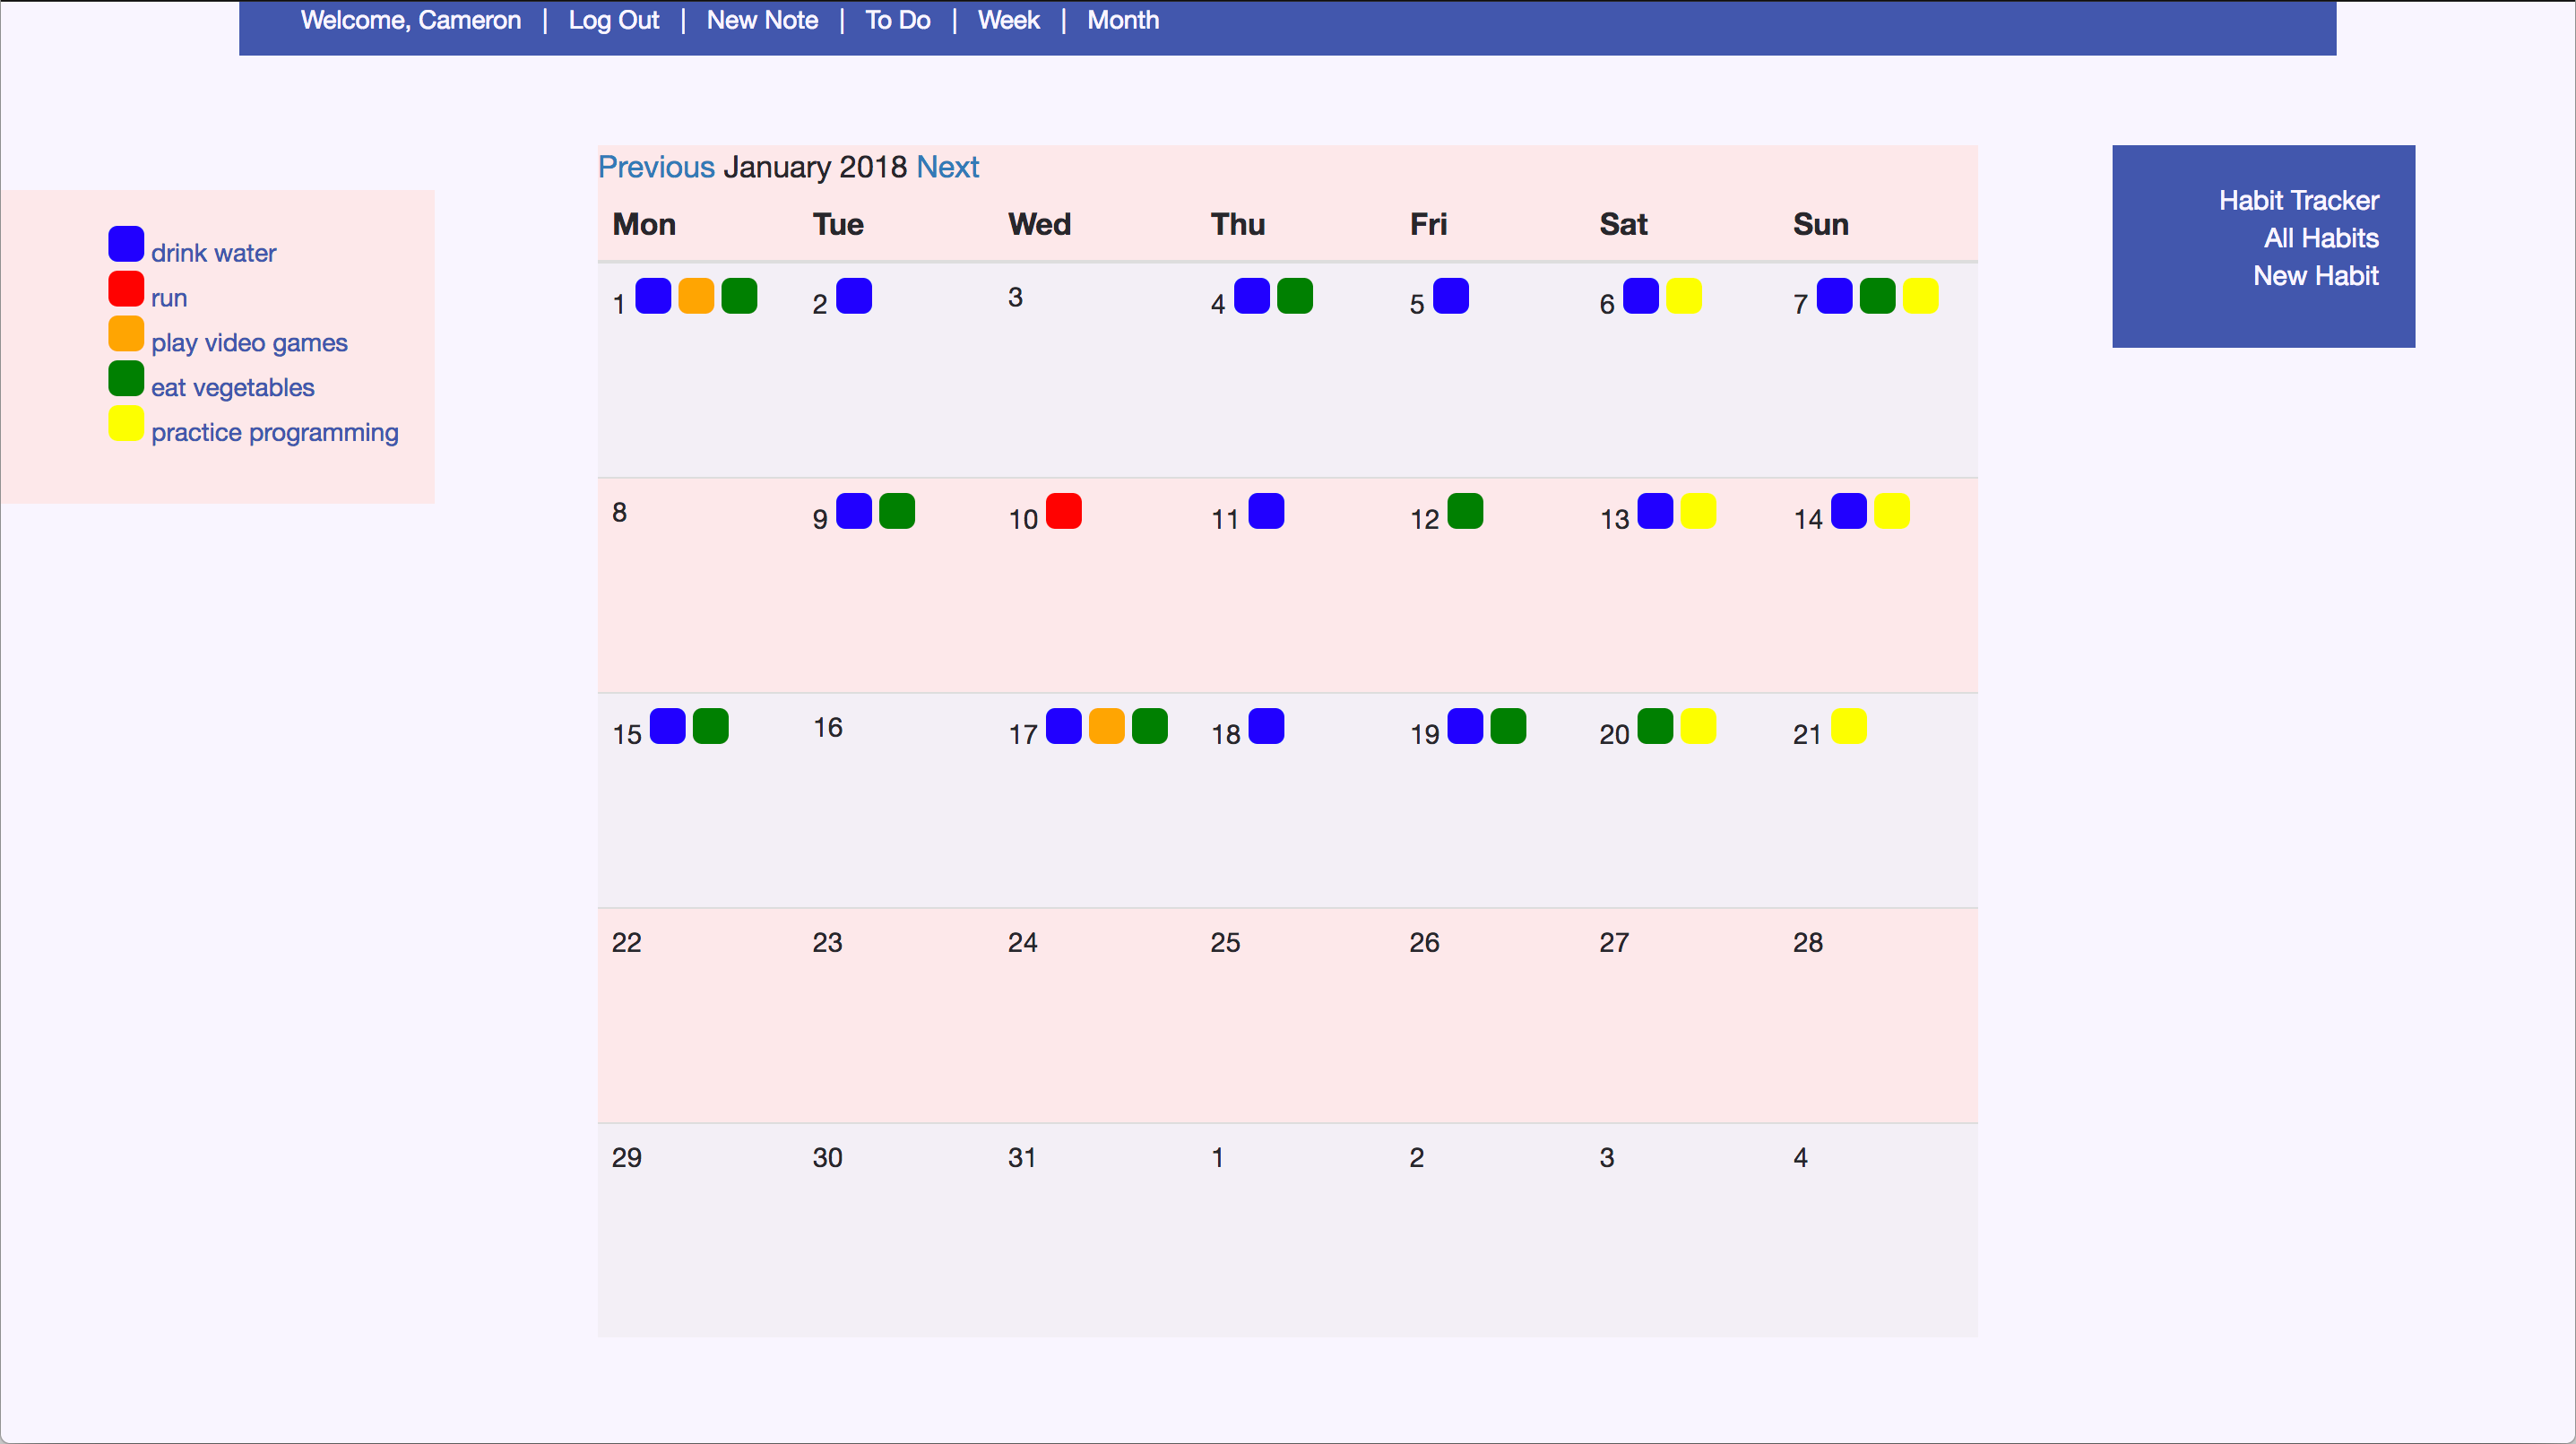 Welcome, Cameron | Log Out | New Note | To Do | Week | Month
drink water
run
play video games
eat vegetables
practice programming
Previous January 2018 Next
Mon Tue Wed Thu Fri Sat Sun
1 2 3 4 5 6 7
8 9 10 11 12 13 14
15 16 17 18 19 20 21
22 23 24 25 26 27 28
29 30 31 1 2 3 4
Habit Tracker
All Habits
New Habit